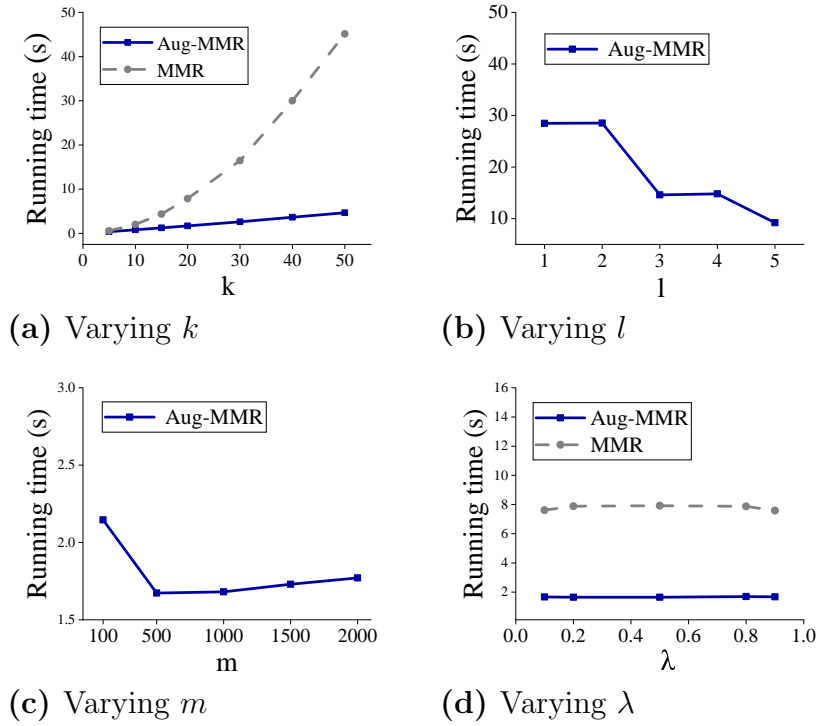 50
40
30
20
10
0
Running time (s)
Aug-MMR
MMR
0 10 20 30 40 50
k
(a) Varying k
50
40
30
20
10
Running time (s)
Aug-MMR
1 2 3 4 5
l
(b) Varying l
3.0
2.5
2.0
1.5
Running time (s)
Aug-MMR
100 500 1000 1500 2000
m
(c) Varying m
16
14
12
10
8
6
4
2
Running time (s)
Aug-MMR
MMR
0.0 0.2 0.4 0.6 0.8 1.0
λ
(d) Varying λ